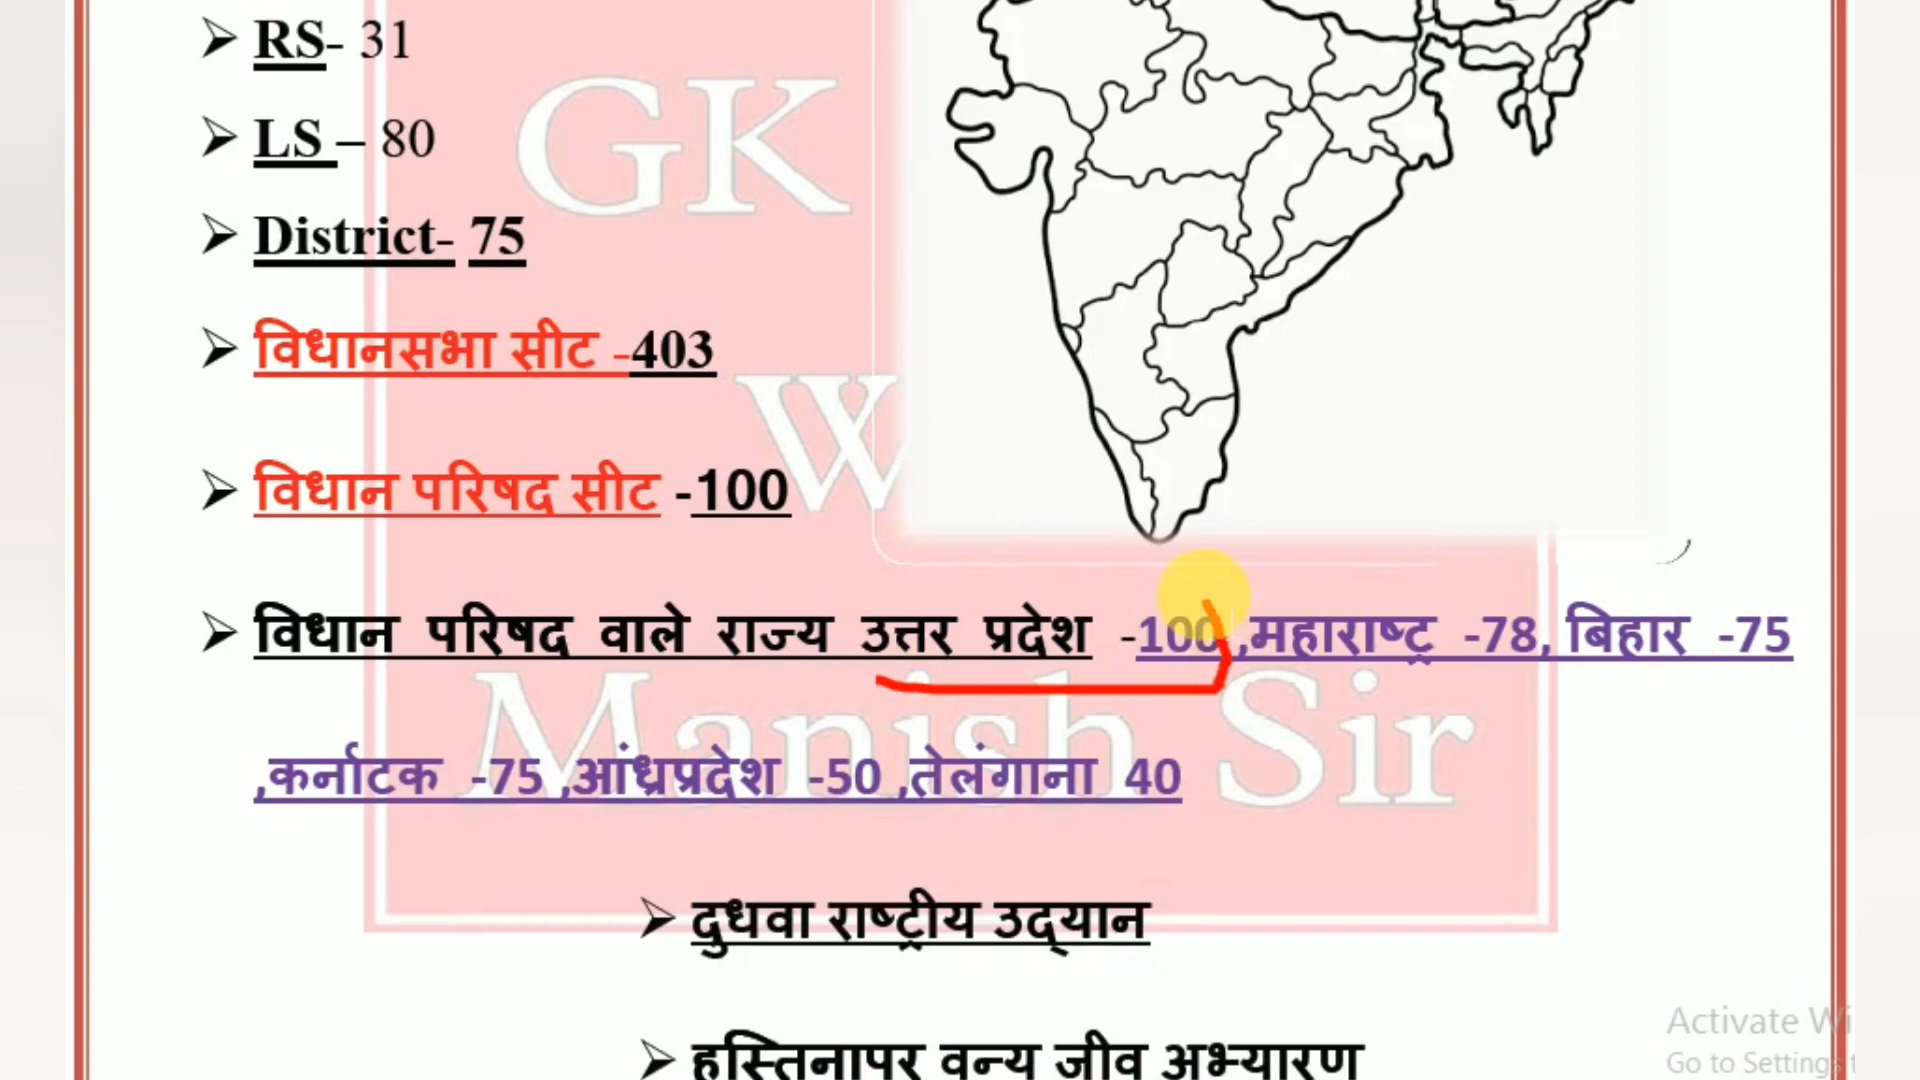 RS- 31
LS – 80
District- 75
विधानसभा सीट -403
विधान परिषद सीट -100
विधान परिषद वाले राज्य उत्तर प्रदेश -100 ,महाराष्ट्र -78, बिहार -75
,कर्नाटक -75 ,आंध्रप्रदेश -50 ,तेलंगाना 40
दुधवा राष्ट्रीय उद्यान
हस्तिनापुर वन्य जीव अभ्यारण
GK
W
Manish Sir
Activate Wi
Go to Settings t